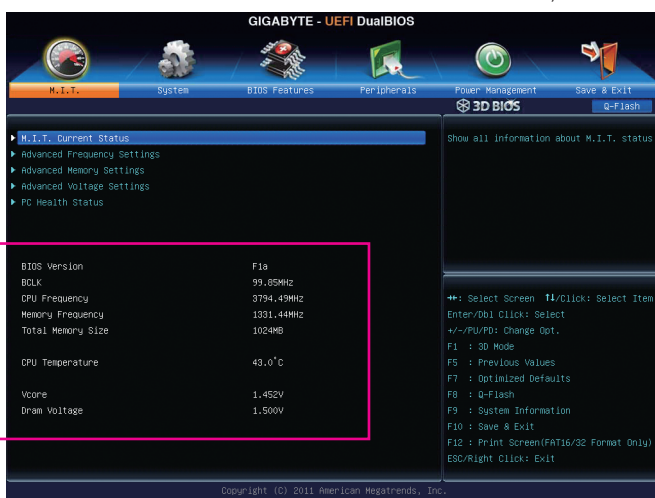 GIGABYTE - UEFI DualBIOS
M.I.T. System BIOS Features Peripherals Power Management Save & Exit
3D BIOS Q-Flash
M.I.T. Current Status
Advanced Frequency Settings
Advanced Memory Settings
Advanced Voltage Settings
PC Health Status
Show all information about M.I.T. status
BIOS Version F1a
BCLK 99.85MHz
CPU Frequency 3794.49MHz
Memory Frequency 1331.44MHz
Total Memory Size 1024MB
CPU Temperature 43.0°C
Vcore 1.452V
Dram Voltage 1.500V
→←: Select Screen ↑↓/Click: Select Item
Enter/Dbl Click: Select
+/-/PU/PD: Change Opt.
F1 : 3D Mode
F5 : Previous Values
F7 : Optimized Defaults
F8 : Q-Flash
F9 : System Information
F10 : Save & Exit
F12 : Print Screen(FAT16/32 Format Only)
ESC/Right Click: Exit
Copyright (C) 2011 American Megatrends, Inc.